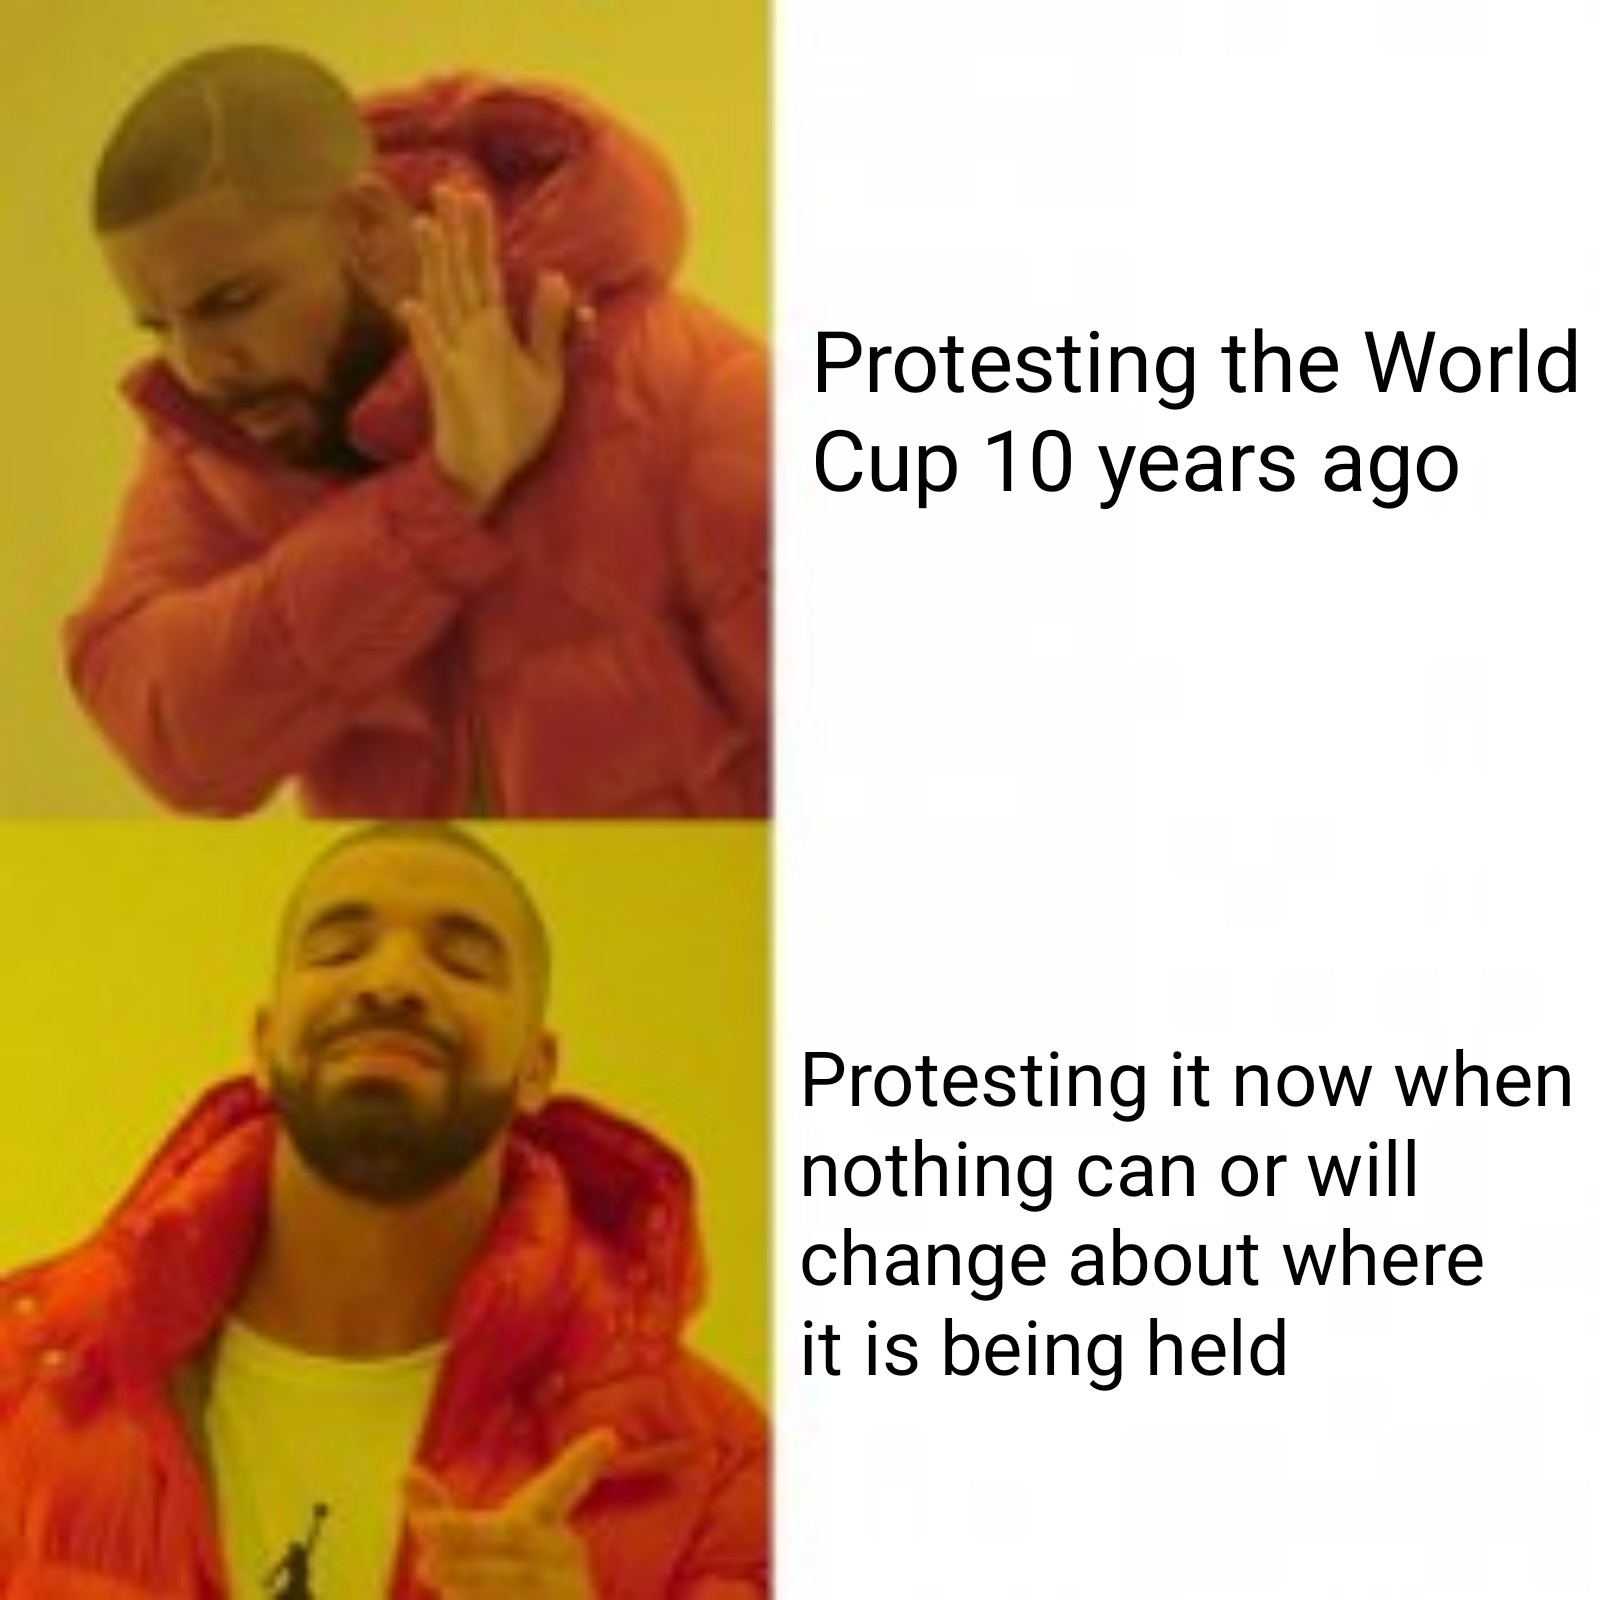 Protesting the World
Cup 10 years ago
Protesting it now when
nothing can or will
change about where
it is being held